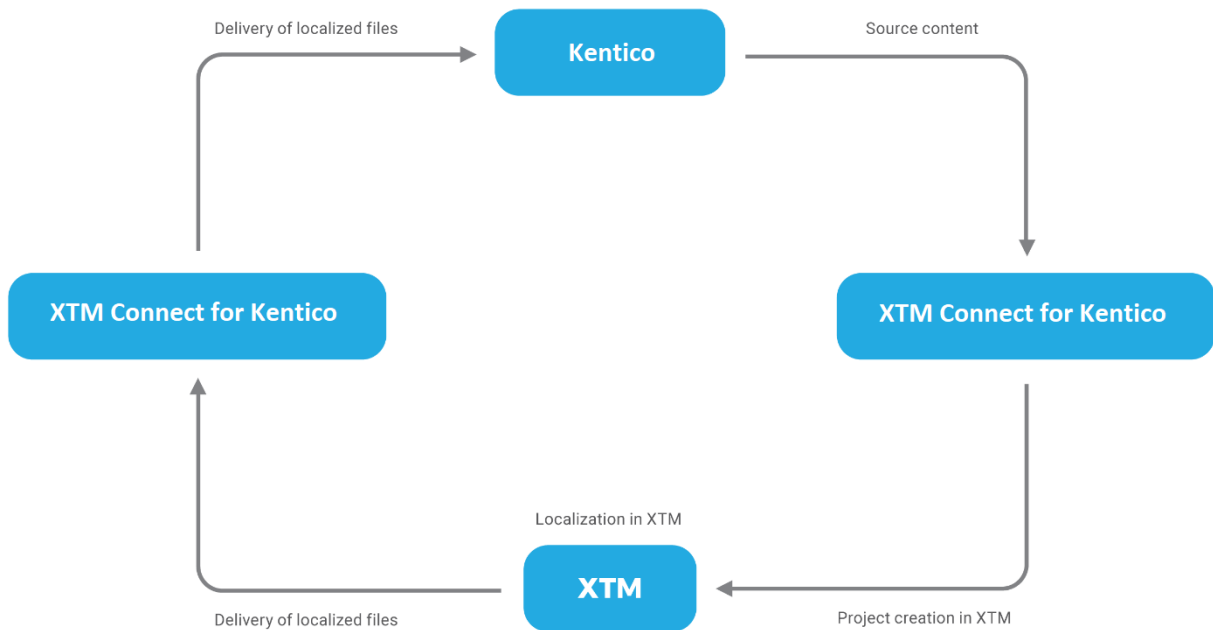 Delivery of localized files
Kentico
Source content
XTM Connect for Kentico
XTM Connect for Kentico
Localization in XTM
XTM
Delivery of localized files
Project creation in XTM